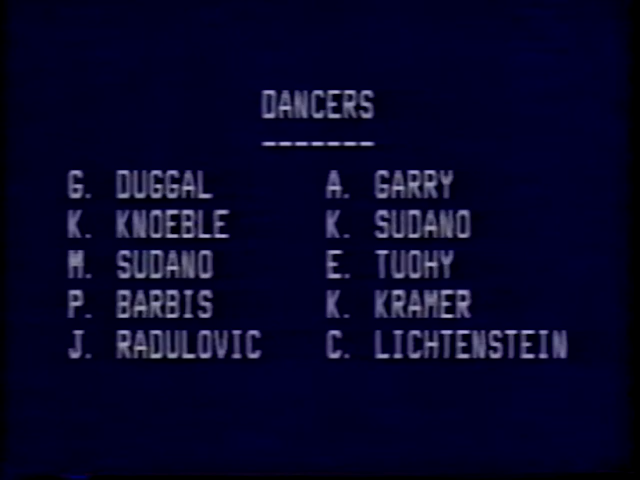 DANCERS
-------
G. DUGGAL A. GARRY
K. KNOEBLE K. SUDANO
M. SUDANO E. TUOHY
P. BARBIS K. KRAMER
J. RADULOVIC C. LICHTENSTEIN